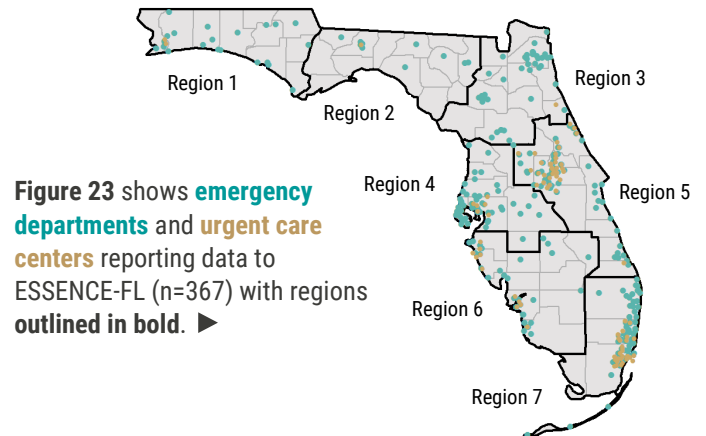 Region 1
Region 2
Region 3
Region 4
Region 5
Figure 23 shows emergency
departments and urgent care
centers reporting data to
ESSENCE-FL (n=367) with regions
outlined in bold. ►
Region 6
Region 7